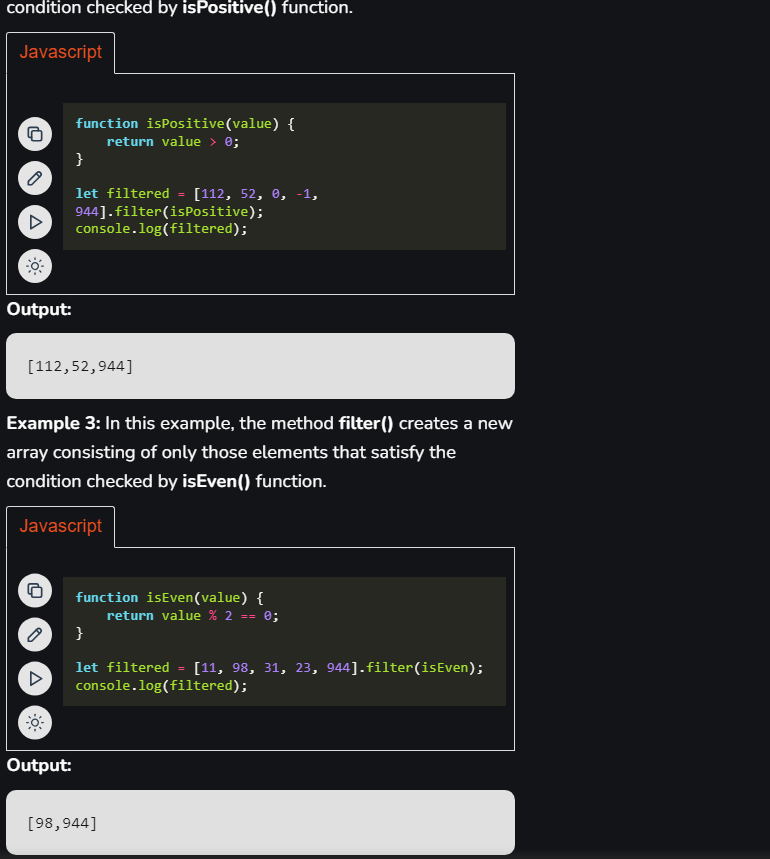 condition checked by isPositive() function.
Javascript
function isPositive(value) {
    return value > 0;
}
let filtered = [112, 52, 0, -1,
944].filter(isPositive);
console.log(filtered);
Output:
[112,52,944]
Example 3: In this example, the method filter() creates a new
array consisting of only those elements that satisfy the
condition checked by isEven() function.
Javascript
function isEven(value) {
    return value % 2 == 0;
}
let filtered = [11, 98, 31, 23, 944].filter(isEven);
console.log(filtered);
Output:
[98,944]